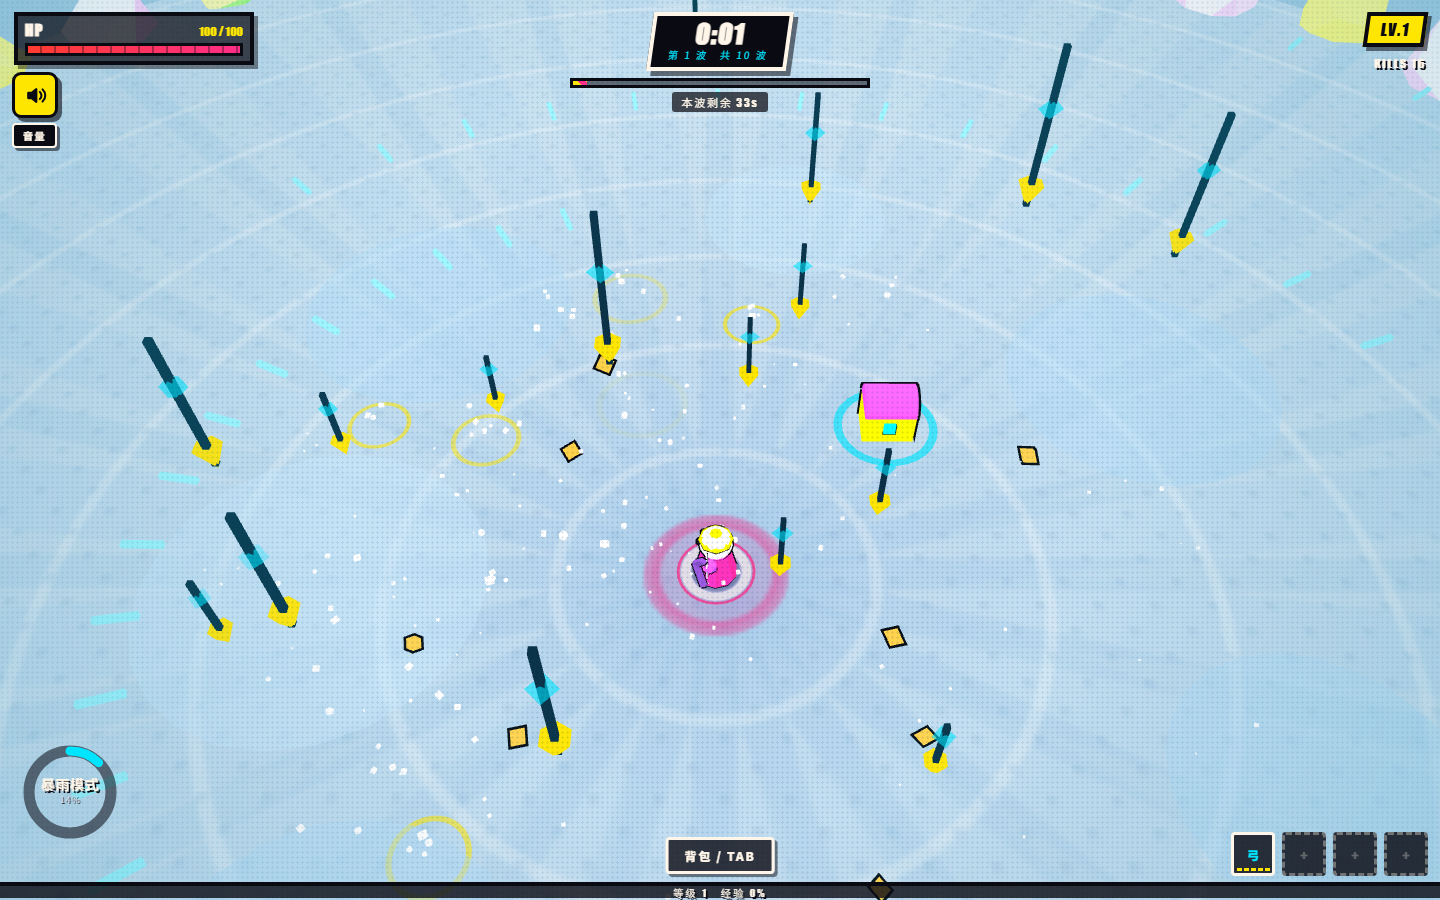 HP
100/100
音量
0:01
第 1 波 共 10 波
本波剩余 33s
LV.1
KILLS 16
暴雨模式
14%
背包 / TAB
弓
+
+
+
等级 1 经验 0%